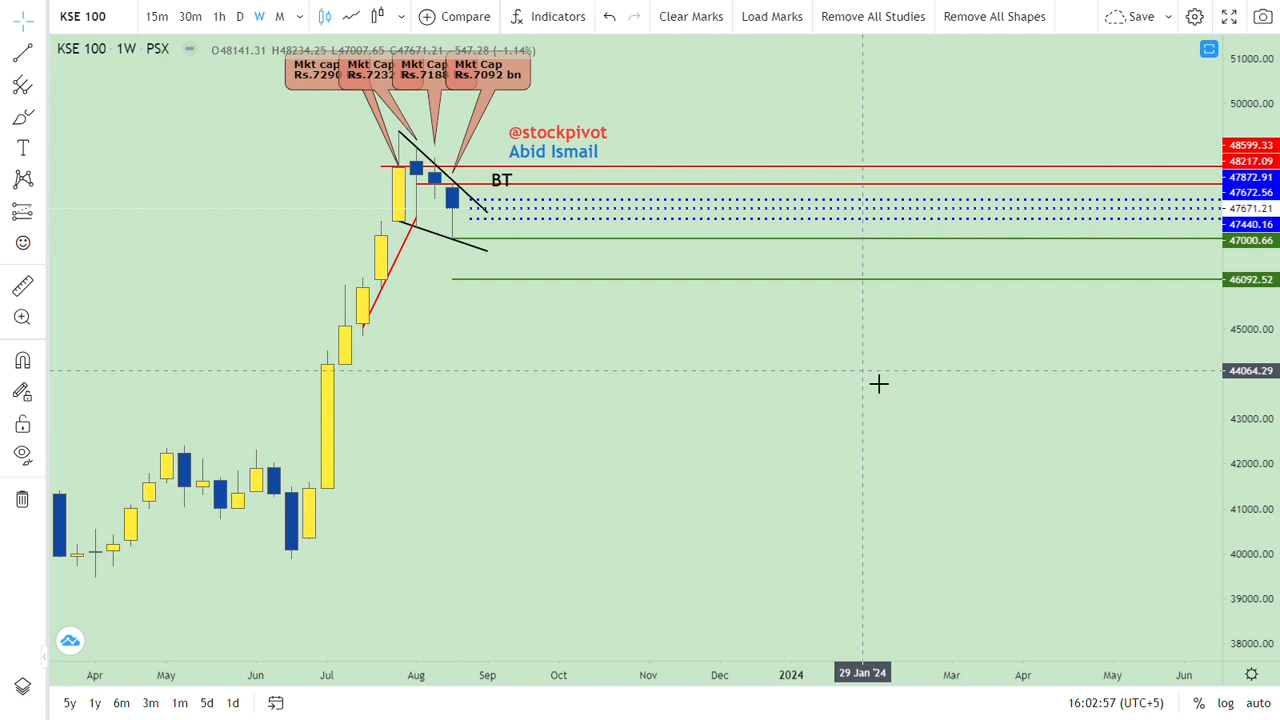 KSE 100 15m 30m 1h D W M Compare Indicators Clear Marks Load Marks Remove All Studies Remove All Shapes Save
KSE 100 · 1W · PSX O48141.31 H48234.25 L47007.65 C47671.21 −547.28 (−1.14%)
Mkt cap Mkt Cap Mkt Cap Mkt Cap
Rs.7290 Rs.7232 Rs.7188 Rs.7092 bn
@stockpivot
Abid Ismail
BT
51000.00
50000.00
48599.33
48217.09
47872.91
47672.56
47671.21
47440.16
47000.66
46092.52
45000.00
44064.29
43000.00
42000.00
41000.00
40000.00
39000.00
38000.00
Apr May Jun Jul Aug Sep Oct Nov Dec 2024 29 Jan '24 Mar Apr May Jun
5y 1y 6m 3m 1m 5d 1d 16:02:57 (UTC+5) % log auto